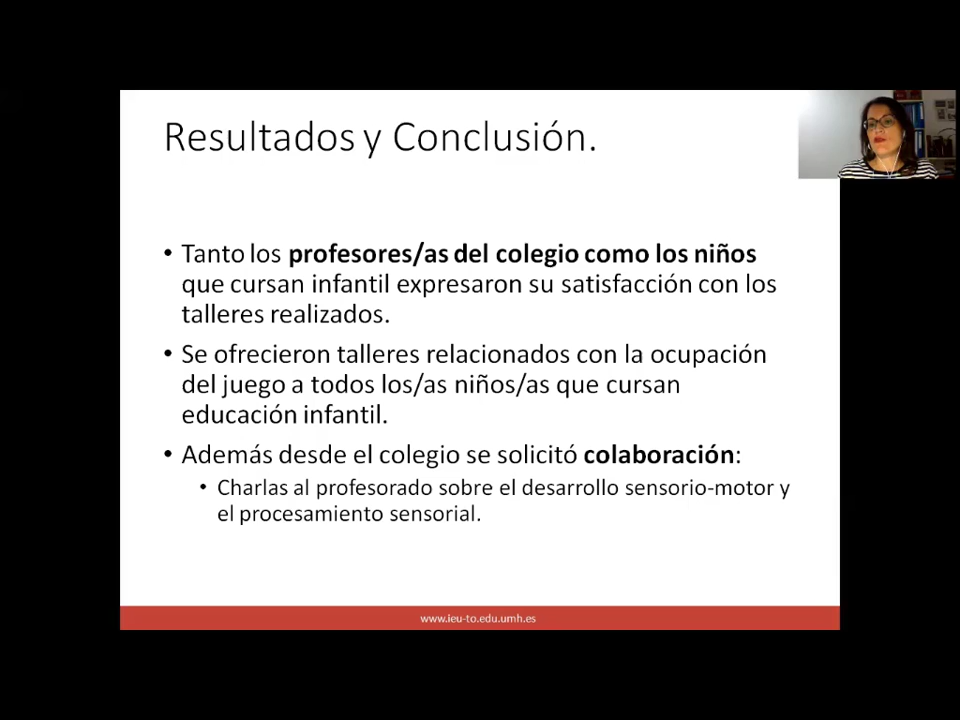 Resultados y Conclusión.
• Tanto los profesores/as del colegio como los niños
que cursan infantil expresaron su satisfacción con los
talleres realizados.
• Se ofrecieron talleres relacionados con la ocupación
del juego a todos los/as niños/as que cursan
educación infantil.
• Además desde el colegio se solicitó colaboración:
• Charlas al profesorado sobre el desarrollo sensorio-motor y
el procesamiento sensorial.
www.ieu-to.edu.umh.es